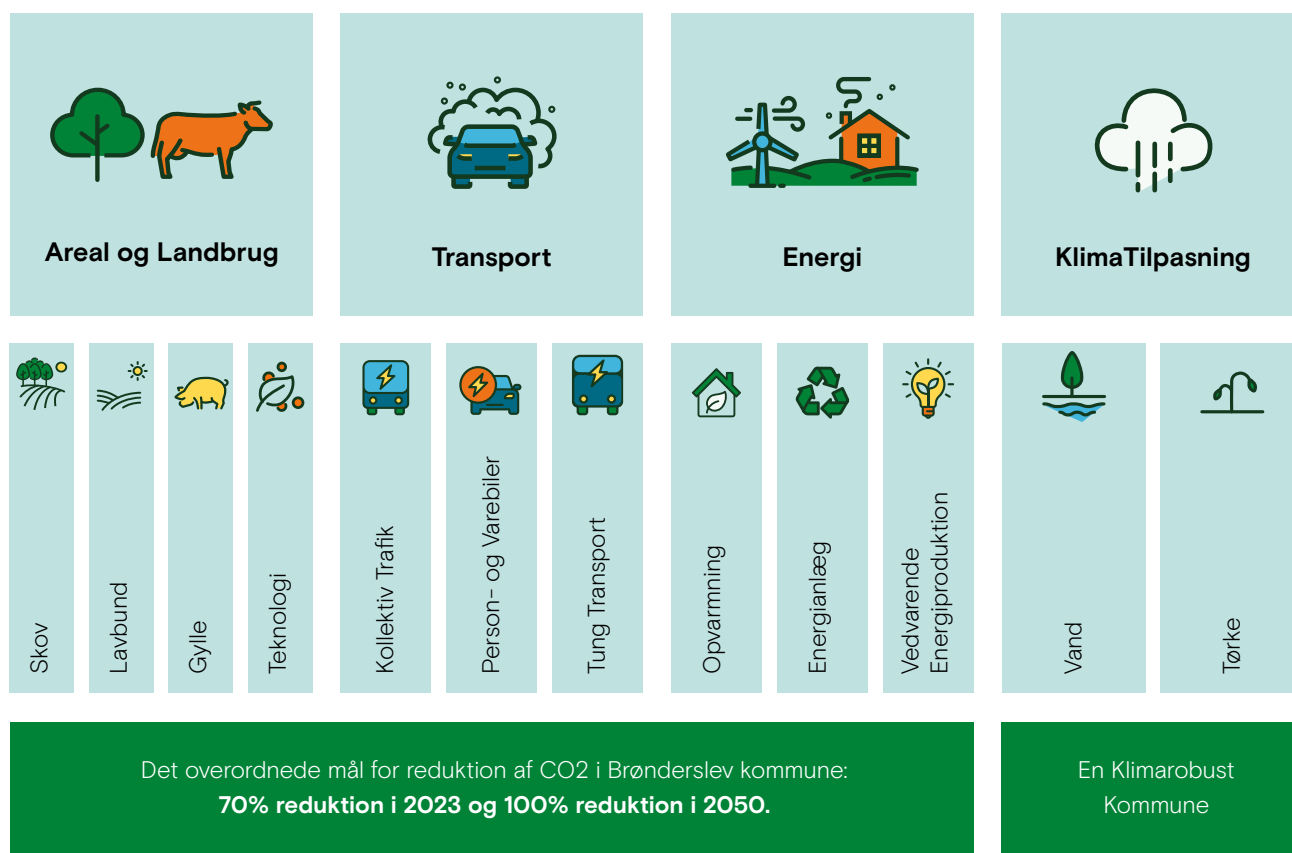 Areal og Landbrug
Transport
Energi
KlimaTilpasning
Skov
Lavbund
Gylle
Teknologi
Kollektiv Trafik
Person- og Varebiler
Tung Transport
Opvarmning
Energianlæg
Vedvarende
Energiproduktion
Vand
Tørke
Det overordnede mål for reduktion af CO2 i Brønderslev kommune:
70% reduktion i 2023 og 100% reduktion i 2050.
En Klimarobust
Kommune